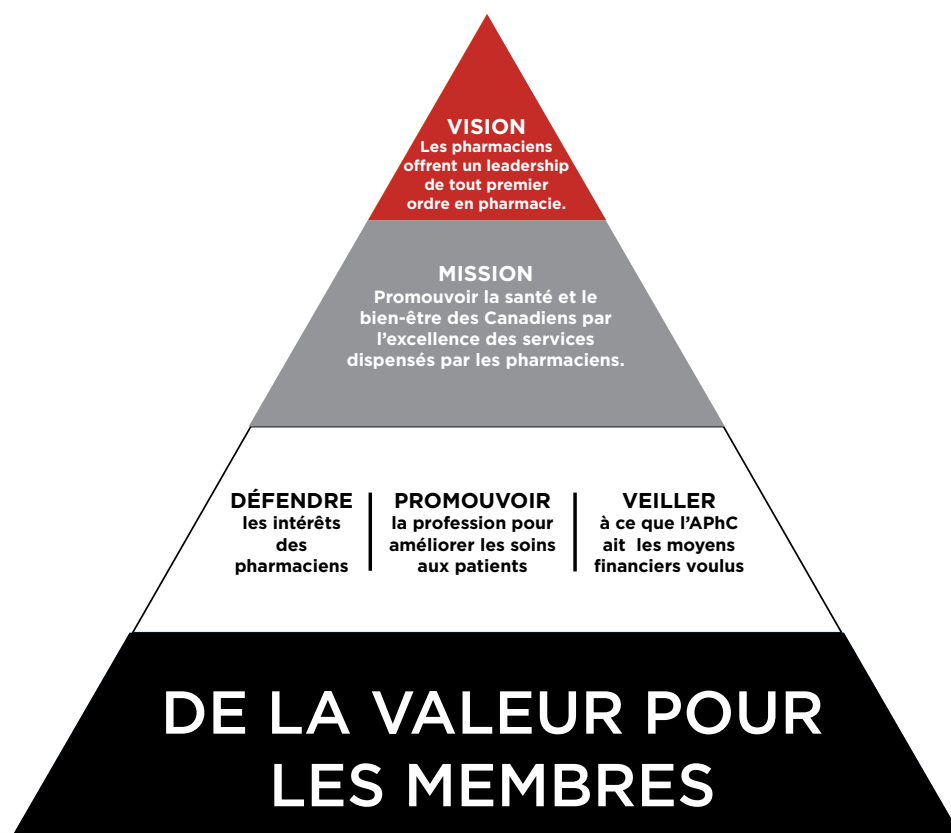 VISION
Les pharmaciens
offrent un leadership
de tout premier
ordre en pharmacie.
MISSION
Promouvoir la santé et le
bien-être des Canadiens par
l’excellence des services
dispensés par les pharmaciens.
DÉFENDRE
les intérêts
des
pharmaciens
PROMOUVOIR
la profession pour
améliorer les soins
aux patients
VEILLER
à ce que l’APhC
ait les moyens
financiers voulus
DE LA VALEUR POUR
LES MEMBRES